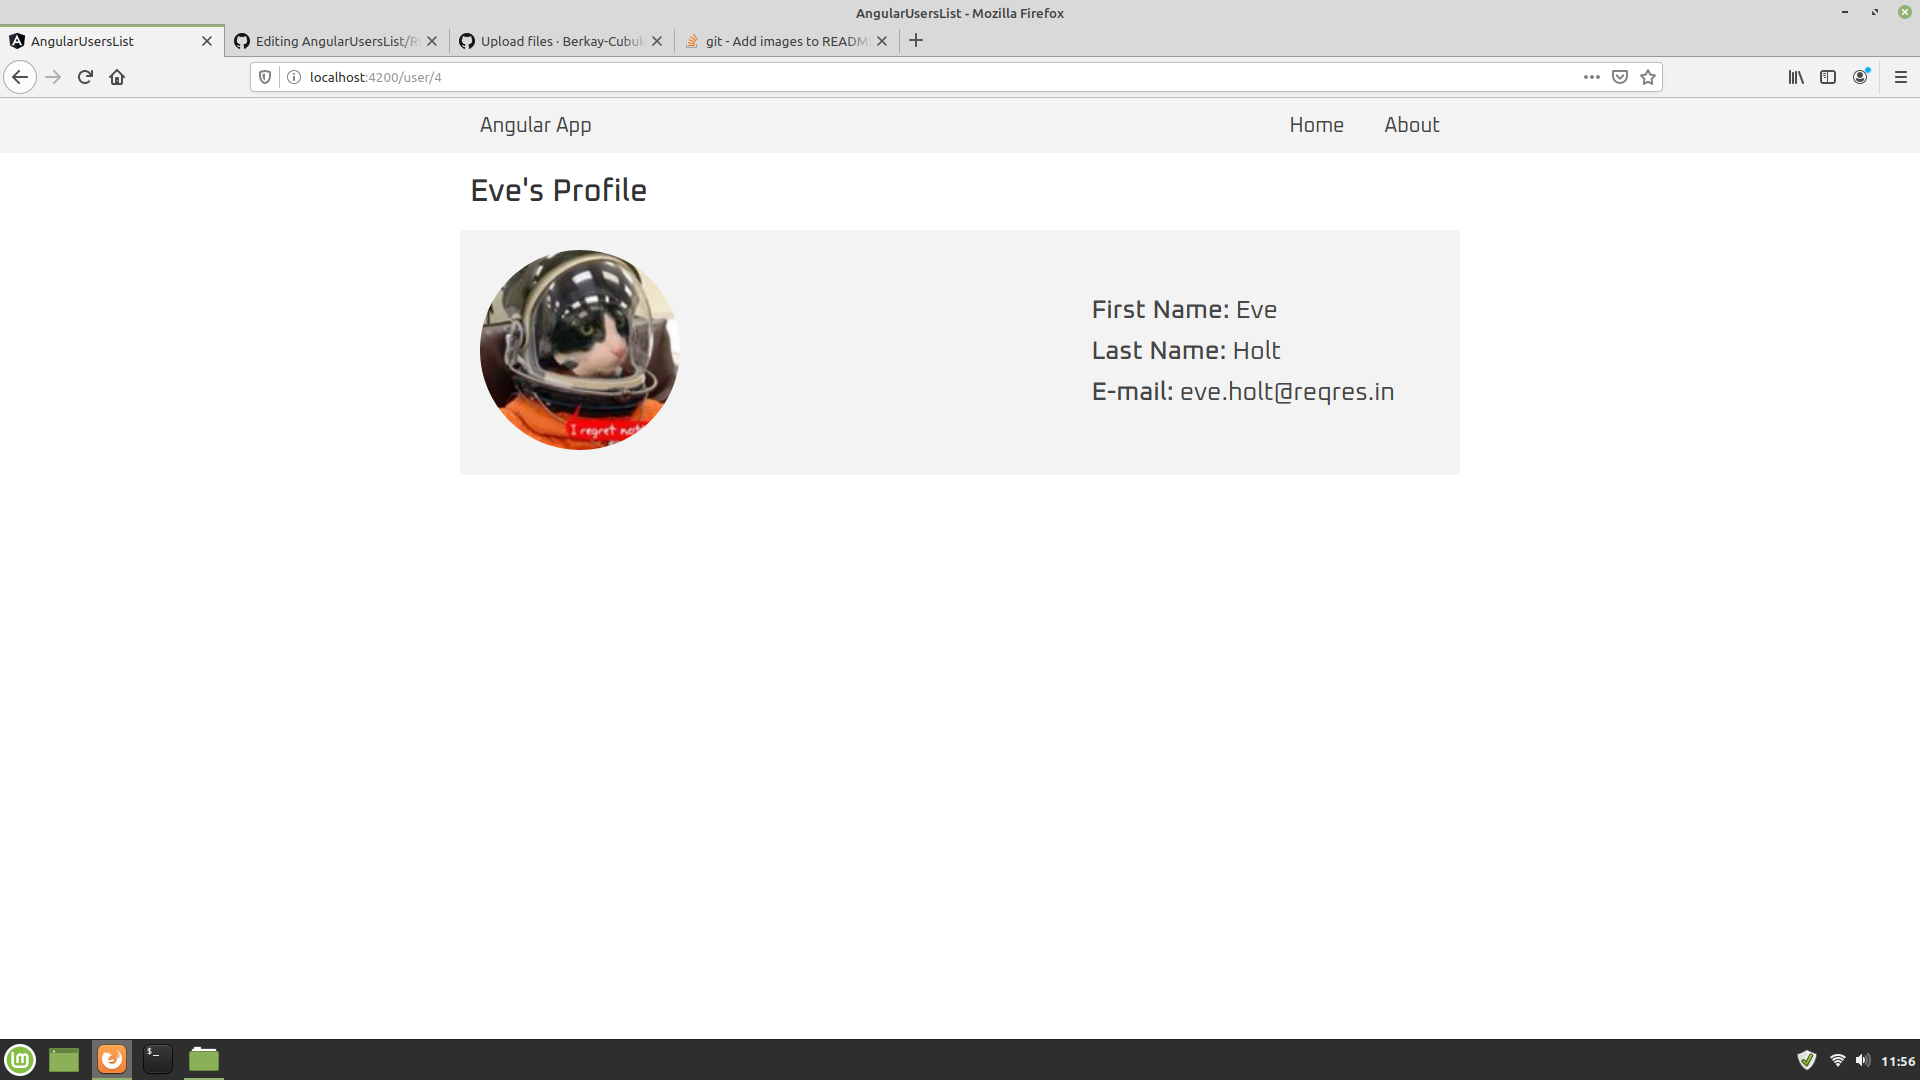 AngularUsersList - Mozilla Firefox
AngularUsersList
Editing AngularUsersList/R
Upload files · Berkay-Cubuk
git - Add images to READM
localhost:4200/user/4
Angular App
Home
About
Eve's Profile
I regret
First Name: Eve
Last Name: Holt
E-mail: eve.holt@reqres.in
11:56